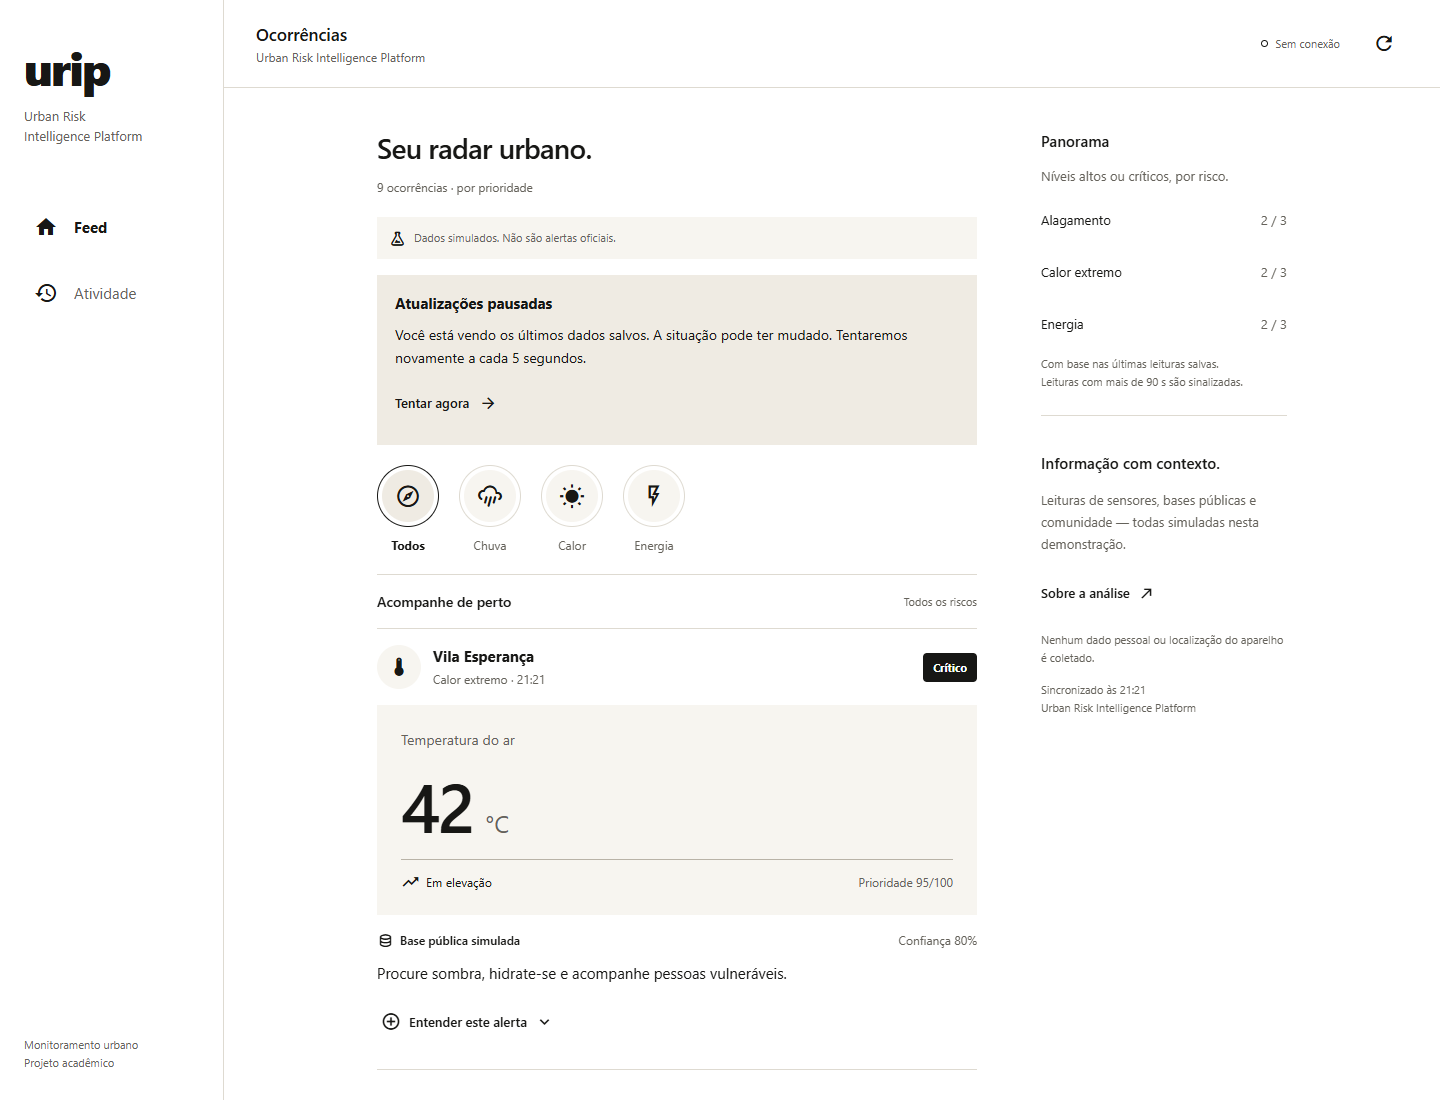 urip
Urban Risk
Intelligence Platform
Feed
Atividade
Monitoramento urbano
Projeto acadêmico
Ocorrências
Urban Risk Intelligence Platform
Sem conexão
Seu radar urbano.
9 ocorrências · por prioridade
Dados simulados. Não são alertas oficiais.
Atualizações pausadas
Você está vendo os últimos dados salvos. A situação pode ter mudado. Tentaremos
novamente a cada 5 segundos.
Tentar agora
Todos
Chuva
Calor
Energia
Acompanhe de perto
Todos os riscos
Vila Esperança
Calor extremo · 21:21
Crítico
Temperatura do ar
42 °C
Em elevação
Prioridade 95/100
Base pública simulada
Confiança 80%
Procure sombra, hidrate-se e acompanhe pessoas vulneráveis.
Entender este alerta
Panorama
Níveis altos ou críticos, por risco.
Alagamento 2 / 3
Calor extremo 2 / 3
Energia 2 / 3
Com base nas últimas leituras salvas.
Leituras com mais de 90 s são sinalizadas.
Informação com contexto.
Leituras de sensores, bases públicas e
comunidade — todas simuladas nesta
demonstração.
Sobre a análise
Nenhum dado pessoal ou localização do aparelho
é coletado.
Sincronizado às 21:21
Urban Risk Intelligence Platform